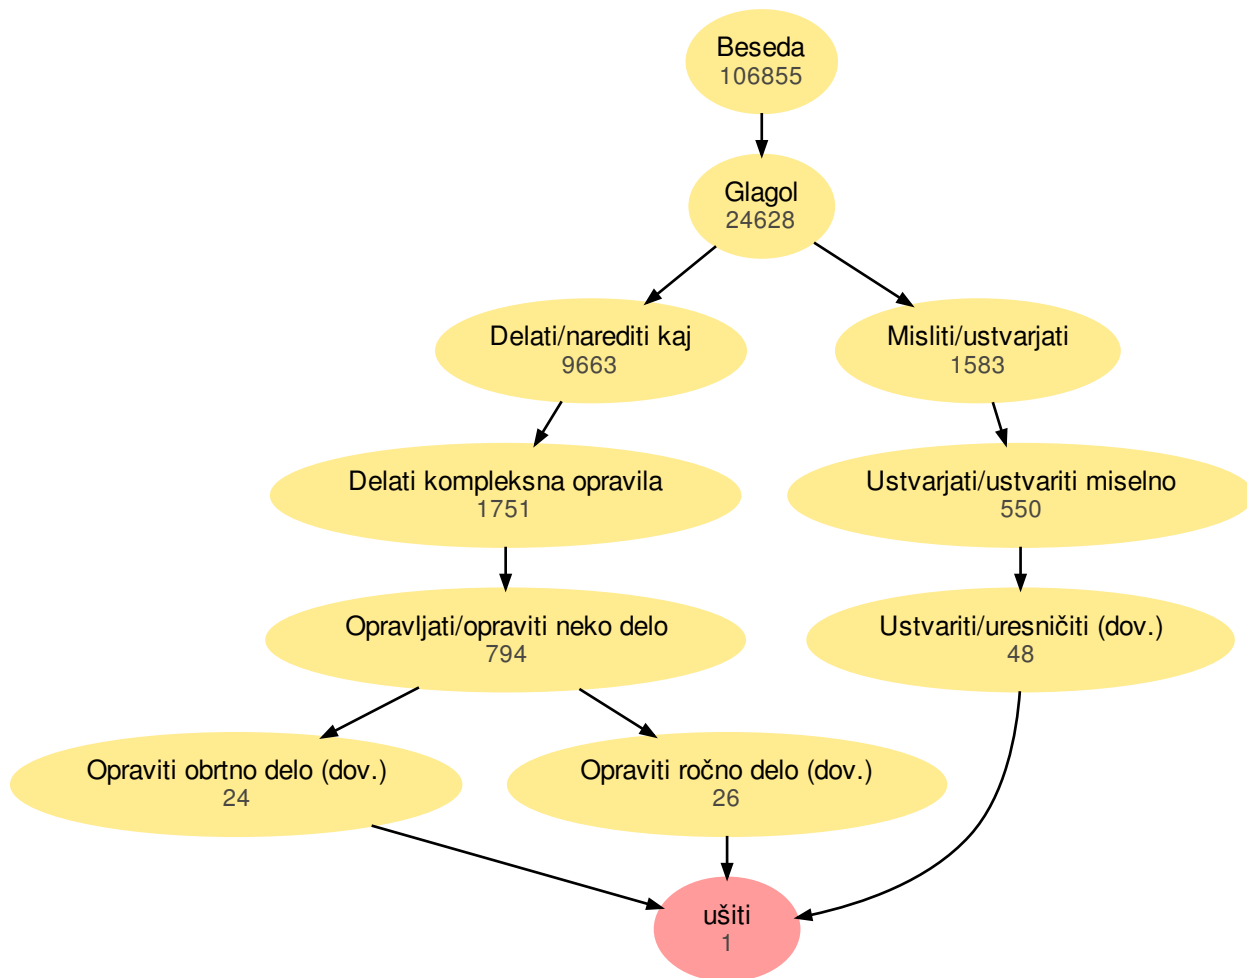 Beseda
106855
Glagol
24628
Delati/narediti kaj
9663
Misliti/ustvarjati
1583
Delati kompleksna opravila
1751
Ustvarjati/ustvariti miselno
550
Opravljati/opraviti neko delo
794
Ustvariti/uresničiti (dov.)
48
Opraviti obrtno delo (dov.)
24
Opraviti ročno delo (dov.)
26
ušiti
1